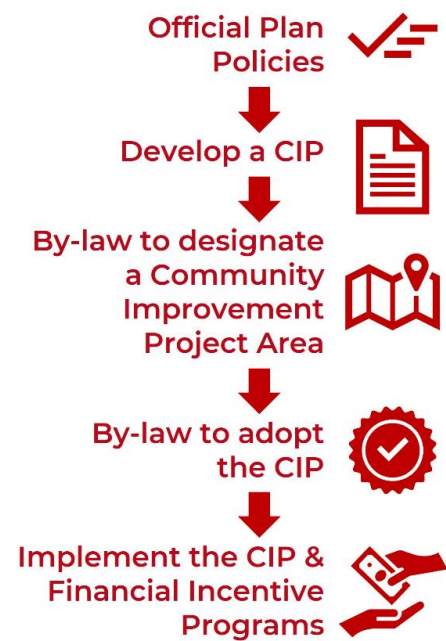 Official Plan
Policies
Develop a CIP
By-law to designate
a Community
Improvement
Project Area
By-law to adopt
the CIP
Implement the CIP &
Financial Incentive
Programs